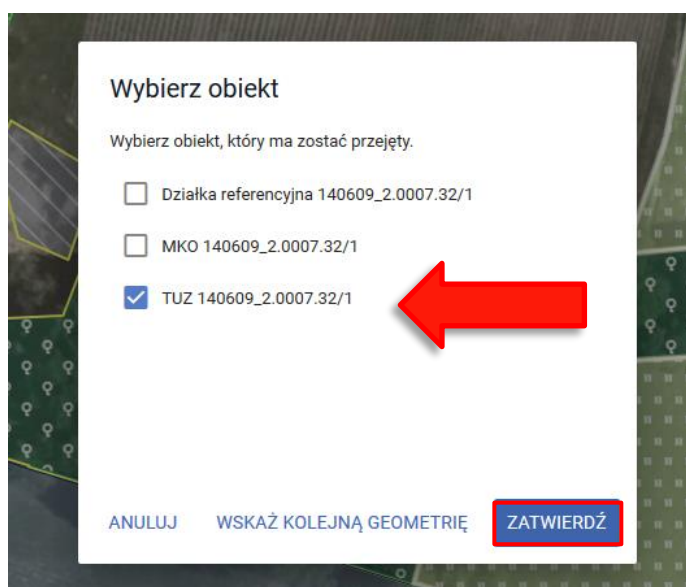 Wybierz obiekt
Wybierz obiekt, który ma zostać przejęty.
Działka referencyjna 140609_2.0007.32/1
MKO 140609_2.0007.32/1
TUZ 140609_2.0007.32/1
ANULUJ WSKAŻ KOLEJNĄ GEOMETRIĘ ZATWIERDŹ